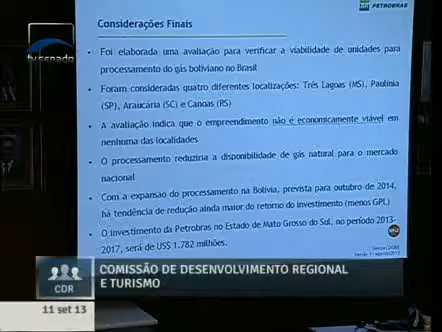 Considerações Finais
BR PETROBRAS
tv senado
• Foi elaborada uma avaliação para verificar a viabilidade de unidades para
processamento do gás boliviano no Brasil
• Foram consideradas quatro diferentes localizações: Três Lagoas (MS), Paulínia
(SP), Araucária (SC) e Canoas (RS)
• A avaliação indica que o empreendimento não é economicamente viável em
nenhuma das localidades
• O processamento reduziria a disponibilidade de gás natural para o mercado
nacional
• Com a expansão do processamento na Bolívia, prevista para outubro de 2014,
há tendência de redução ainda maior do retorno do investimento (menos GPL)
• O investimento da Petrobras no Estado de Mato Grosso do Sul, no período 2013-
2017, será de US$ 1.782 milhões.
COMISSÃO DE DESENVOLVIMENTO REGIONAL
E TURISMO
CDR
11 set 13